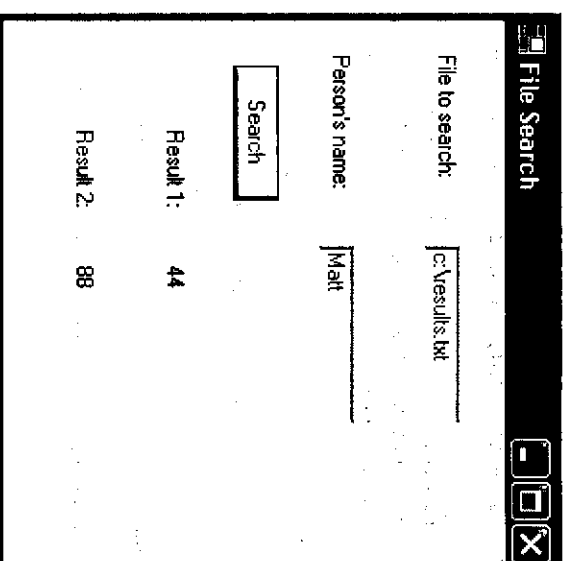 File Search
File to search: c:\results.txt
Person's name: Matt
Search
Result 1: 44
Result 2: 88